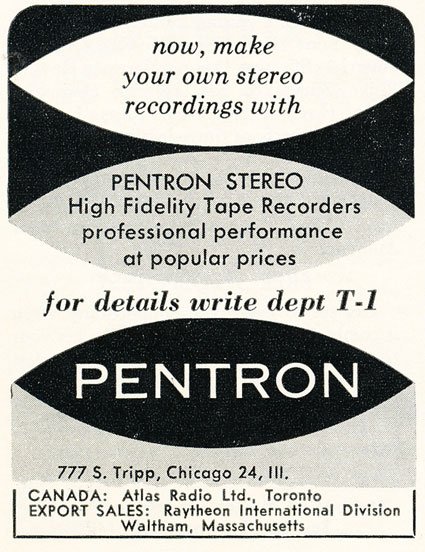 now, make
your own stereo
recordings with
PENTRON STEREO
High Fidelity Tape Recorders
professional performance
at popular prices
for details write dept T-1
PENTRON
777 S. Tripp, Chicago 24, Ill.
CANADA: Atlas Radio Ltd., Toronto
EXPORT SALES: Raytheon International Division
Waltham, Massachusetts